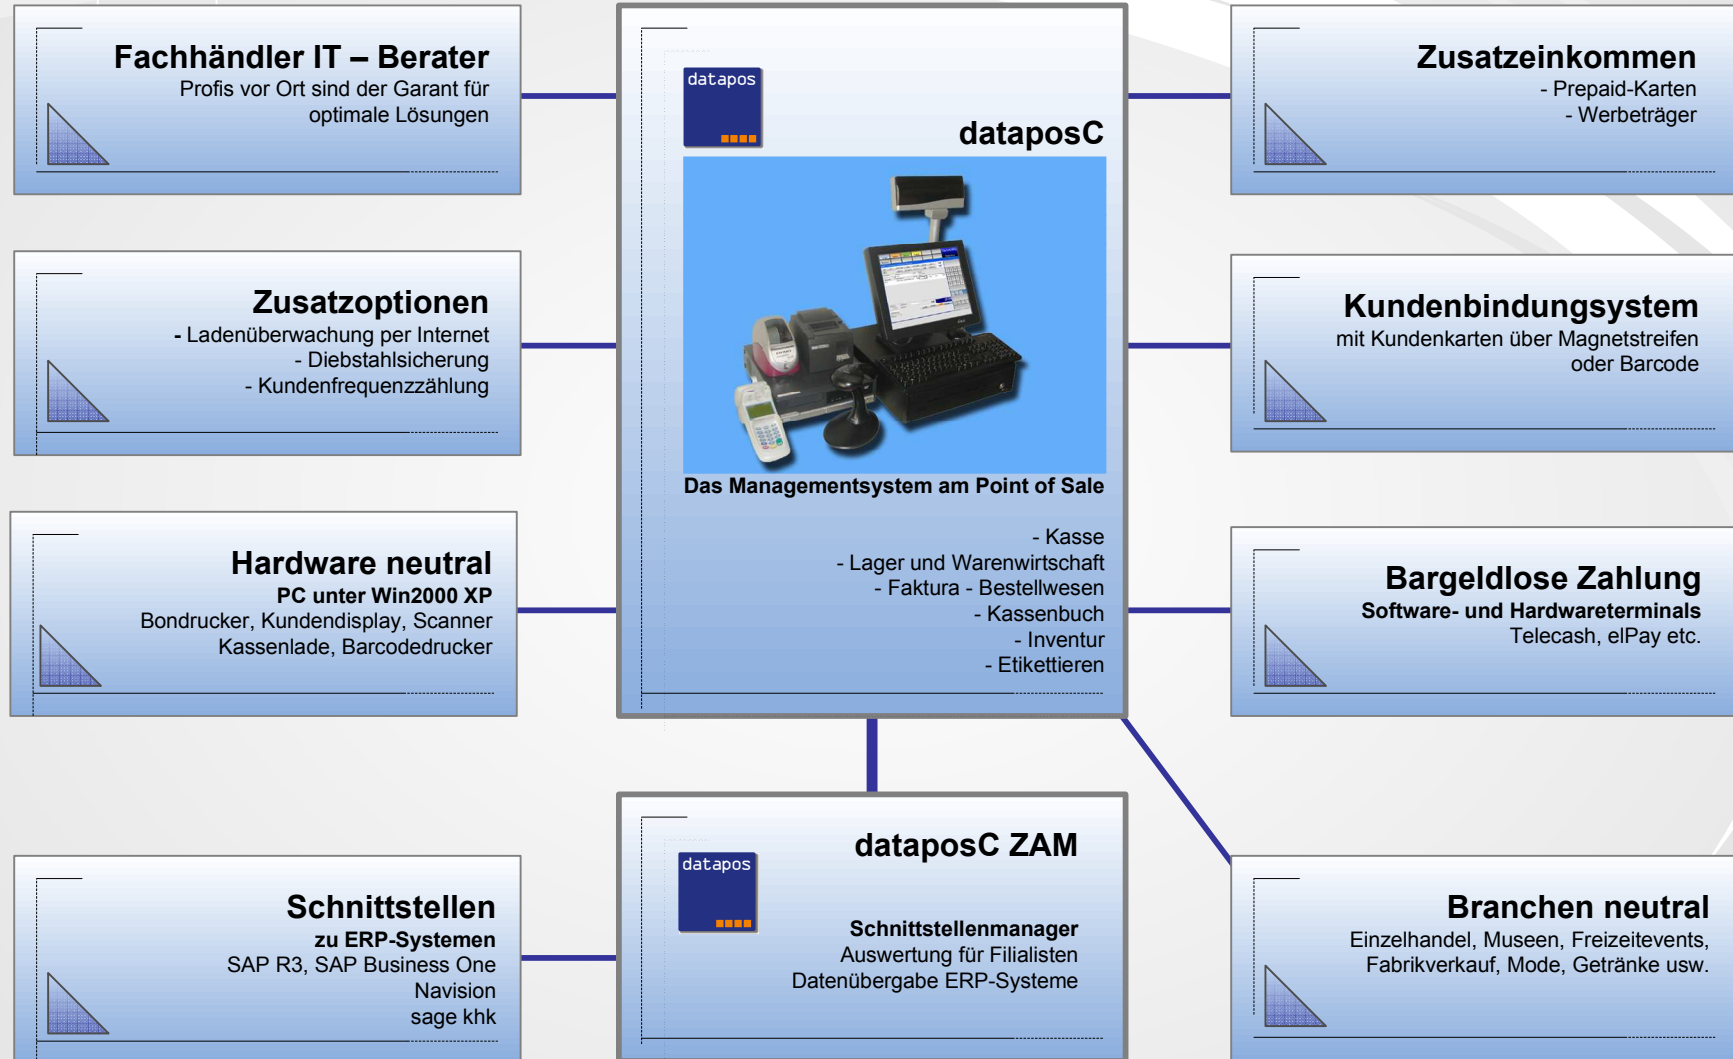 Fachhändler IT – Berater
Profis vor Ort sind der Garant für
optimale Lösungen
Zusatzoptionen
- Ladenüberwachung per Internet
- Diebstahlsicherung
- Kundenfrequenzzählung
Hardware neutral
PC unter Win2000 XP
Bondrucker, Kundendisplay, Scanner
Kassenlade, Barcodedrucker
Schnittstellen
zu ERP-Systemen
SAP R3, SAP Business One
Navision
sage khk
datapos
dataposC
Das Managementsystem am Point of Sale
- Kasse
- Lager und Warenwirtschaft
- Faktura - Bestellwesen
- Kassenbuch
- Inventur
- Etikettieren
dataposC ZAM
datapos
Schnittstellenmanager
Auswertung für Filialisten
Datenübergabe ERP-Systeme
Zusatzeinkommen
- Prepaid-Karten
- Werbeträger
Kundenbindungsystem
mit Kundenkarten über Magnetstreifen
oder Barcode
Bargeldlose Zahlung
Software- und Hardwareterminals
Telecash, elPay etc.
Branchen neutral
Einzelhandel, Museen, Freizeitevents,
Fabrikverkauf, Mode, Getränke usw.